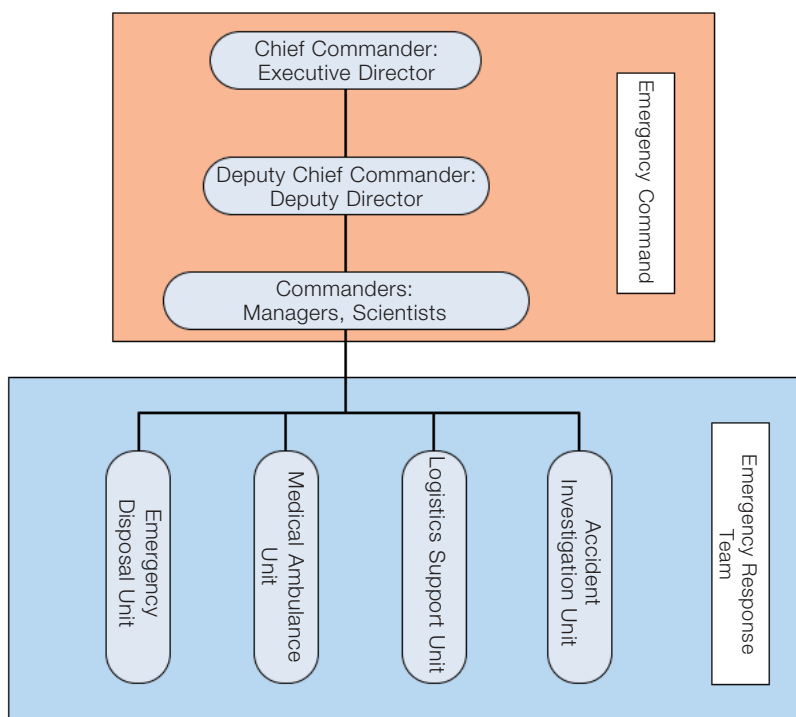 Chief Commander:
Executive Director
Emergency Command
Deputy Chief Commander:
Deputy Director
Commanders:
Managers, Scientists
Emergency
Disposal Unit
Medical Ambulance
Unit
Logistics Support Unit
Accident
Investigation Unit
Emergency Response
Team